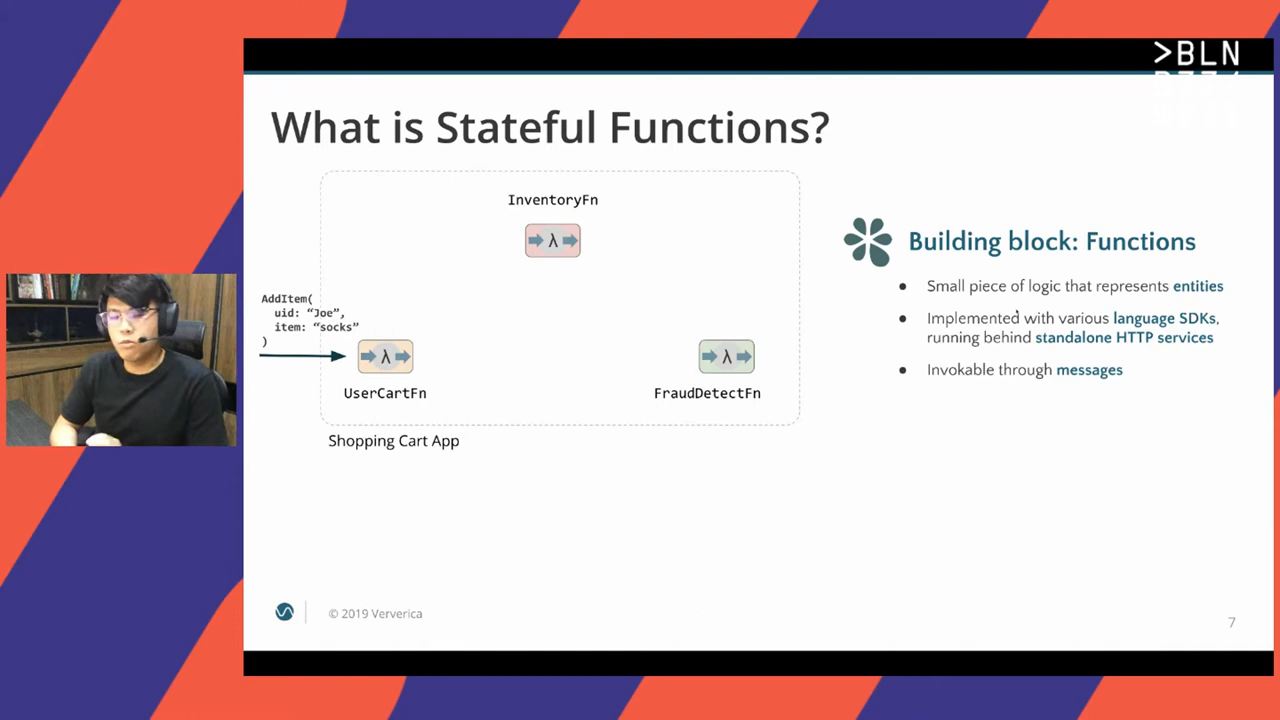 >BLN
What is Stateful Functions?
InventoryFn
λ
Building block: Functions
Small piece of logic that represents entities
Implemented with various language SDKs,
running behind standalone HTTP services
Invokable through messages
AddItem(
uid: “Joe”,
item: “socks”
)
λ
λ
UserCartFn
FraudDetectFn
Shopping Cart App
© 2019 Ververica
7